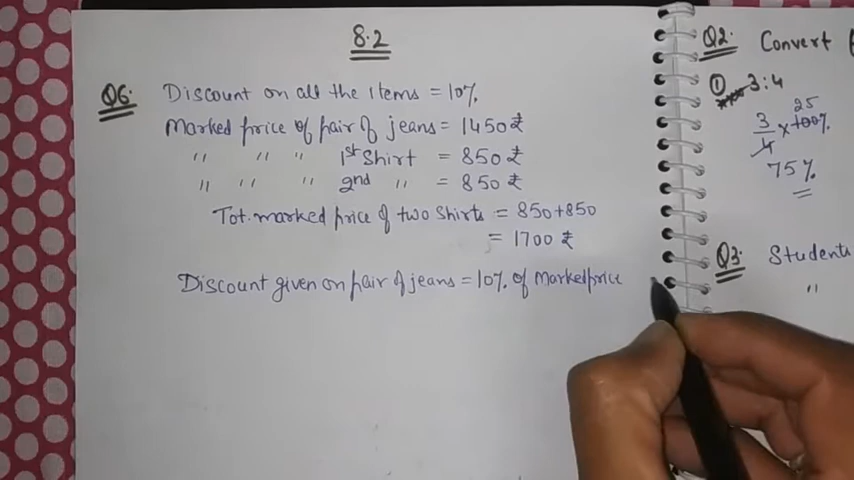 8.2
Q6. Discount on all the items = 10%.
Marked price of pair of jeans = 1450 ₹
〃 〃 〃 1st Shirt = 850 ₹
〃 〃 〃 2nd 〃 = 850 ₹
Tot. marked price of two shirts = 850+850
= 1700 ₹
Discount given on pair of jeans = 10% of Marked price
Q2. Convert
① 3:4
3/4 × 100%
25
75%
Q3. Students
〃